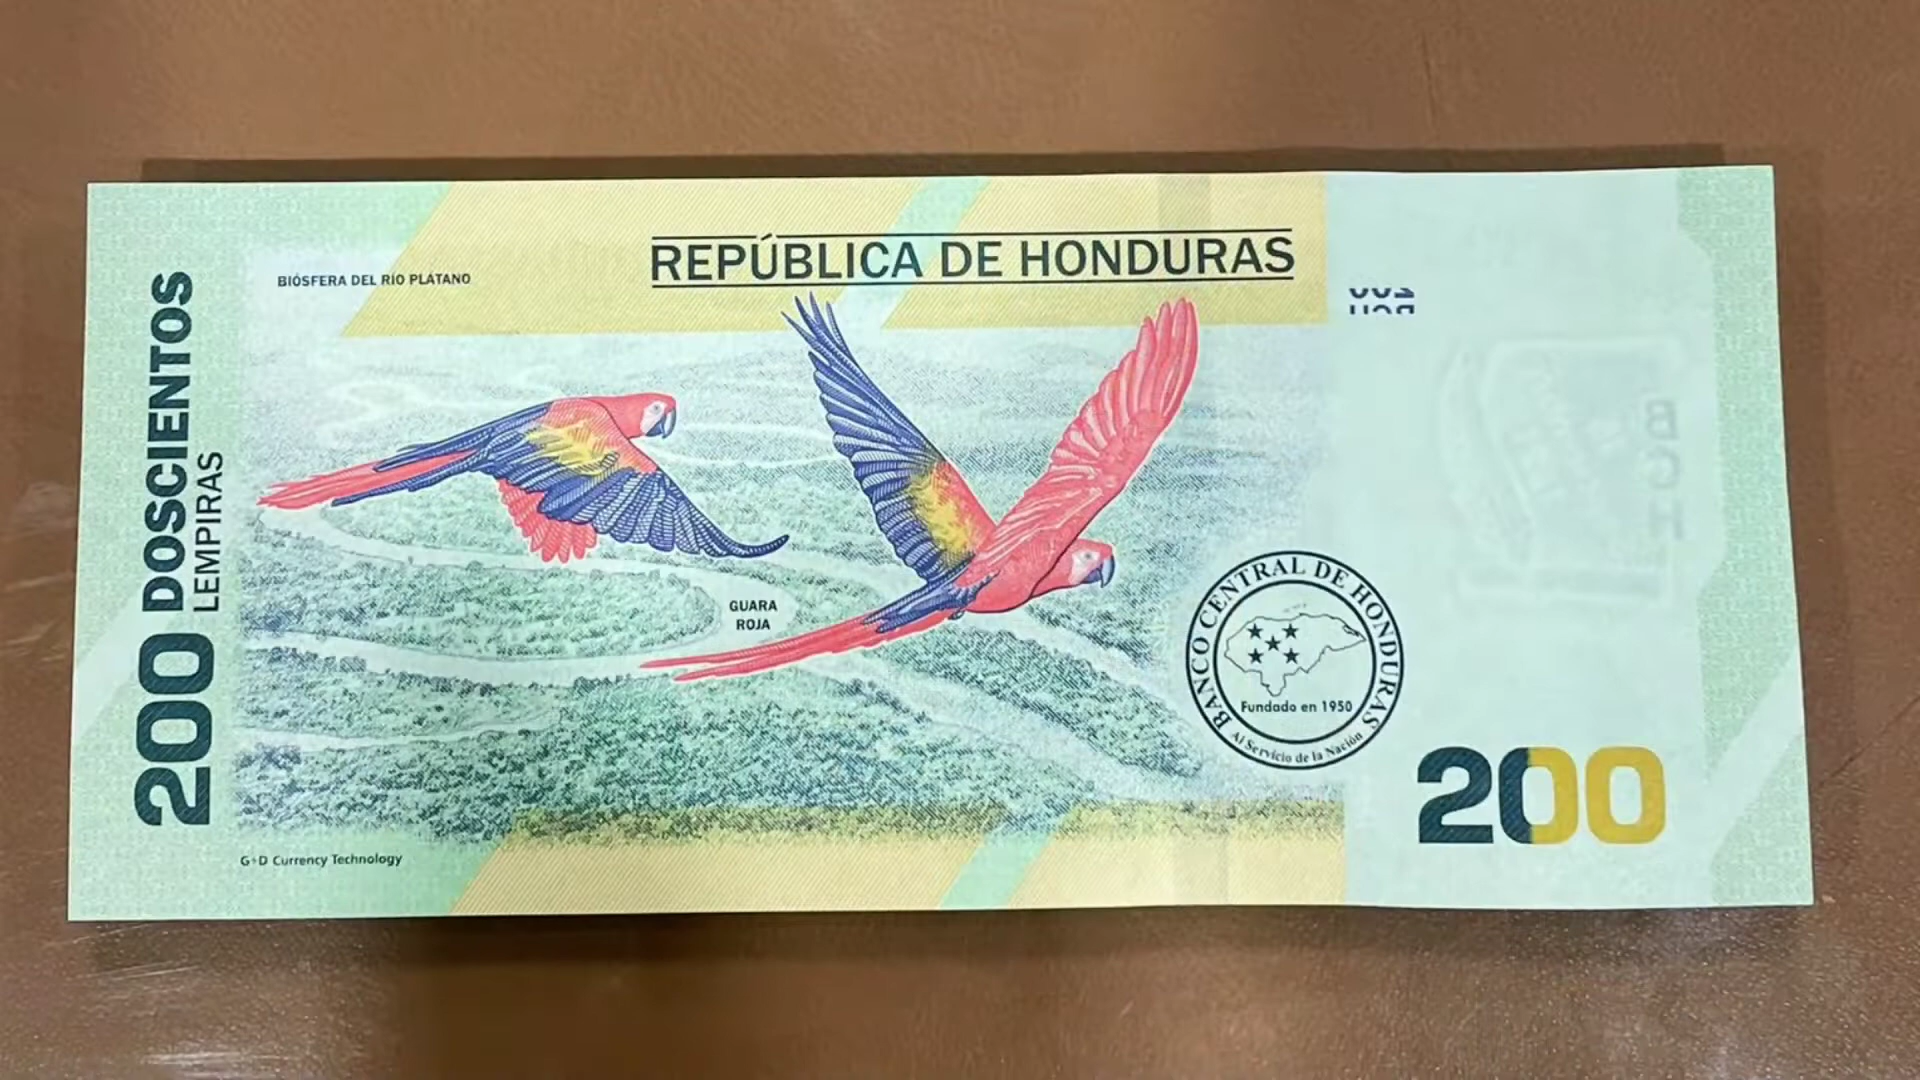 REPÚBLICA DE HONDURAS
BIÓSFERA DEL RÍO PLÁTANO
200 DOSCIENTOS
LEMPIRAS
GUARA
ROJA
BANCO CENTRAL DE HONDURAS
Fundado en 1950
Al Servicio de la Nación
200
G+D Currency Technology